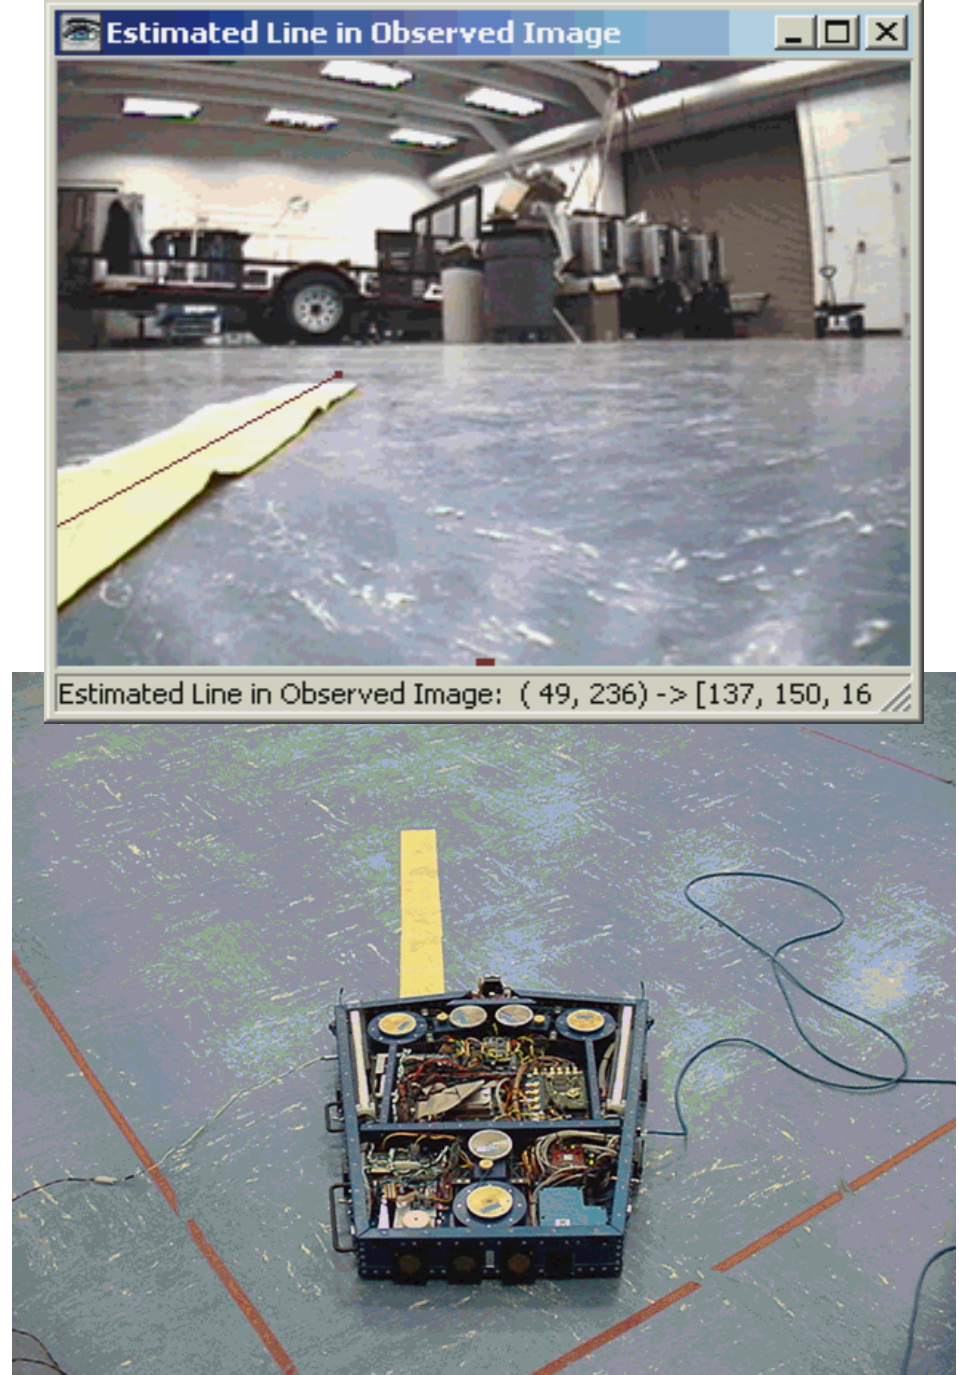 Estimated Line in Observed Image
Estimated Line in Observed Image: ( 49, 236) -> [137, 150, 16